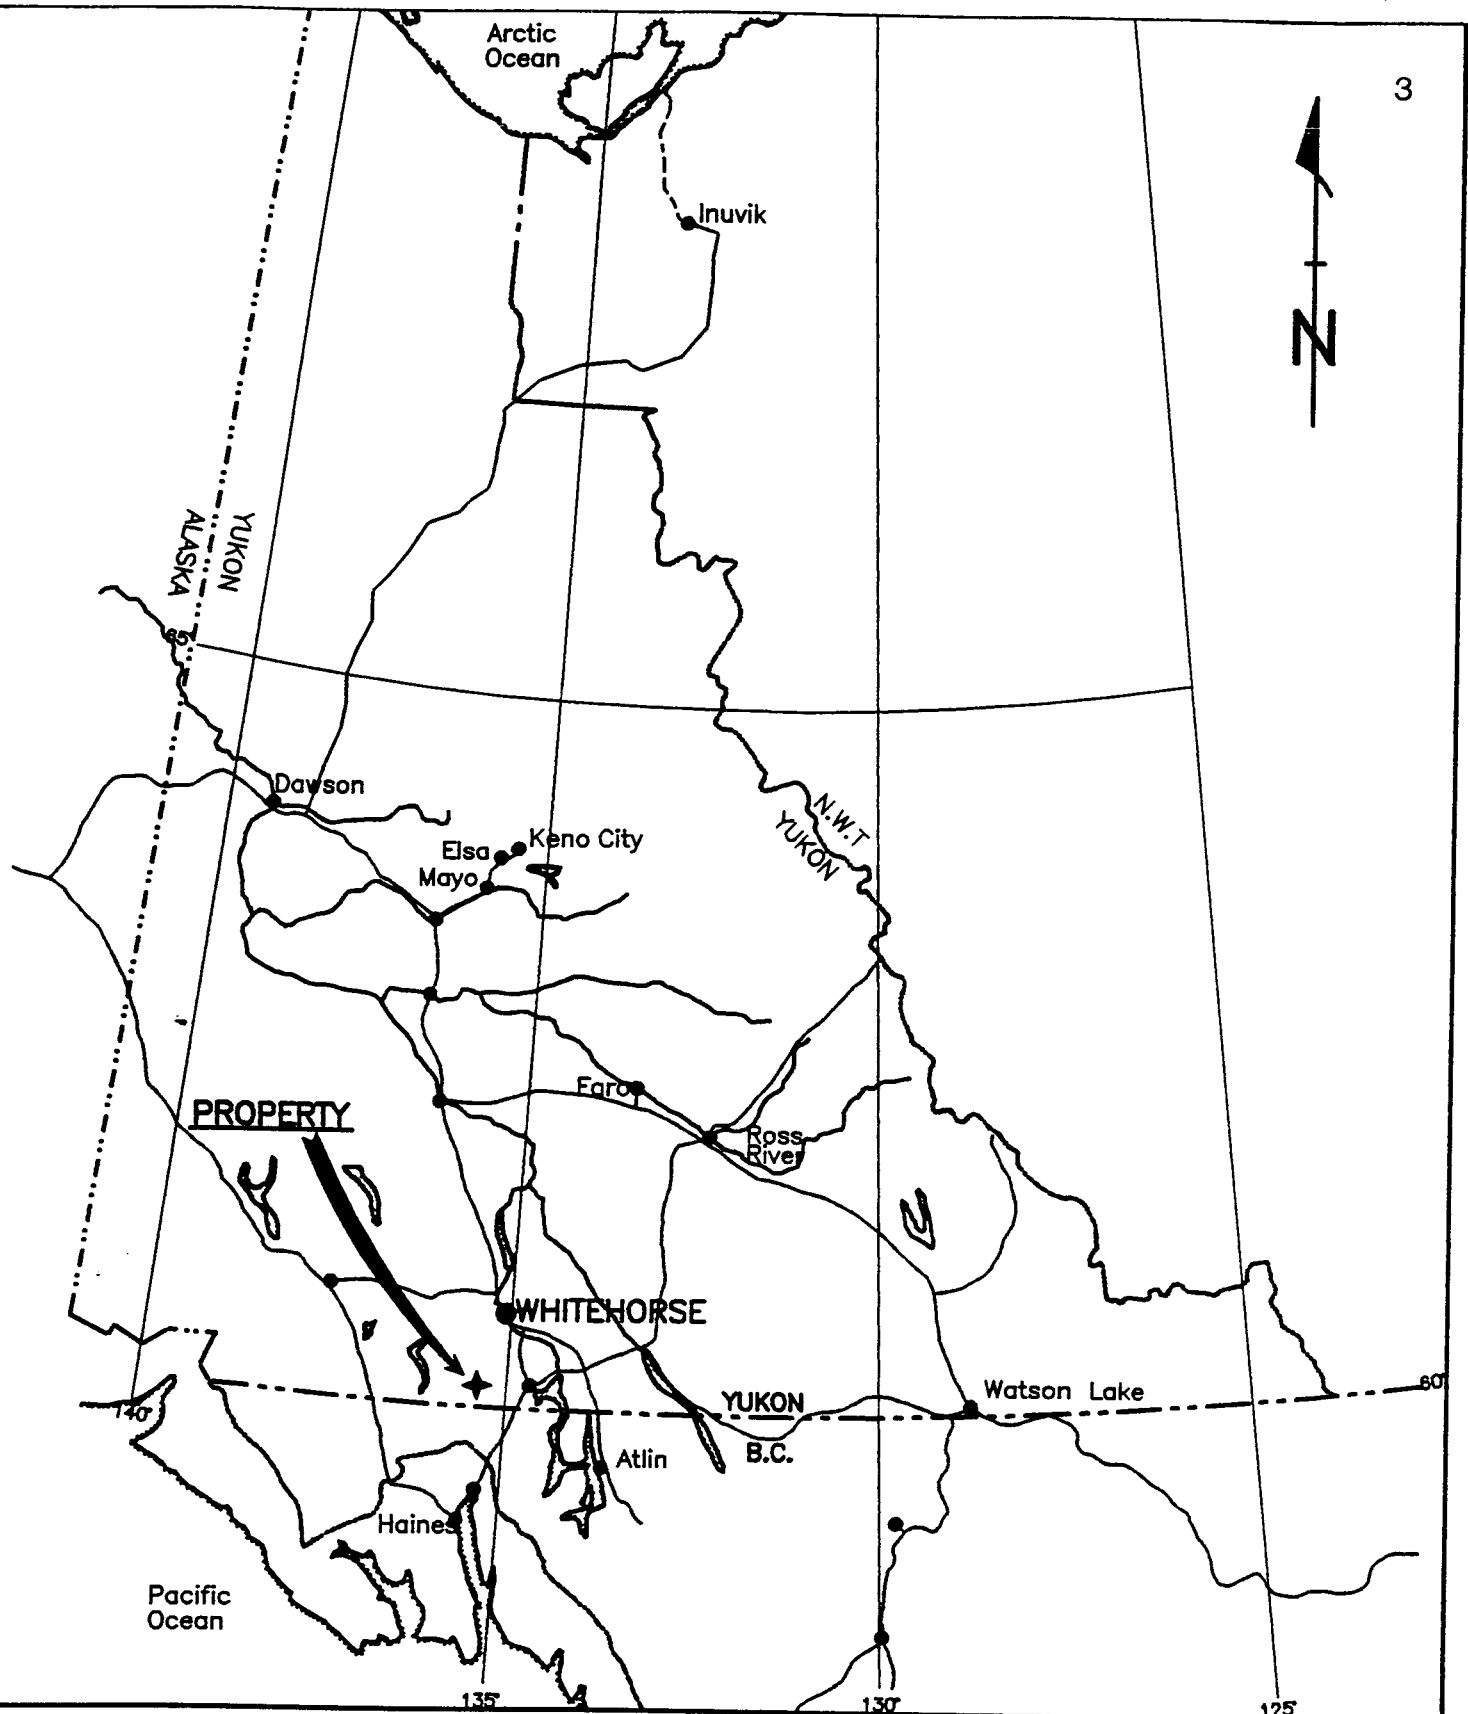 Arctic
Ocean
3
Inuvik
N
YUKON
ALASKA
65°
Dawson
Keno City
Elsa
Mayo
N.W.T
YUKON
Faro
PROPERTY
Ross
River
WHITEHORSE
Watson Lake
60°
YUKON
140°
B.C.
Atlin
Haines
Pacific
Ocean
135°
130°
125°